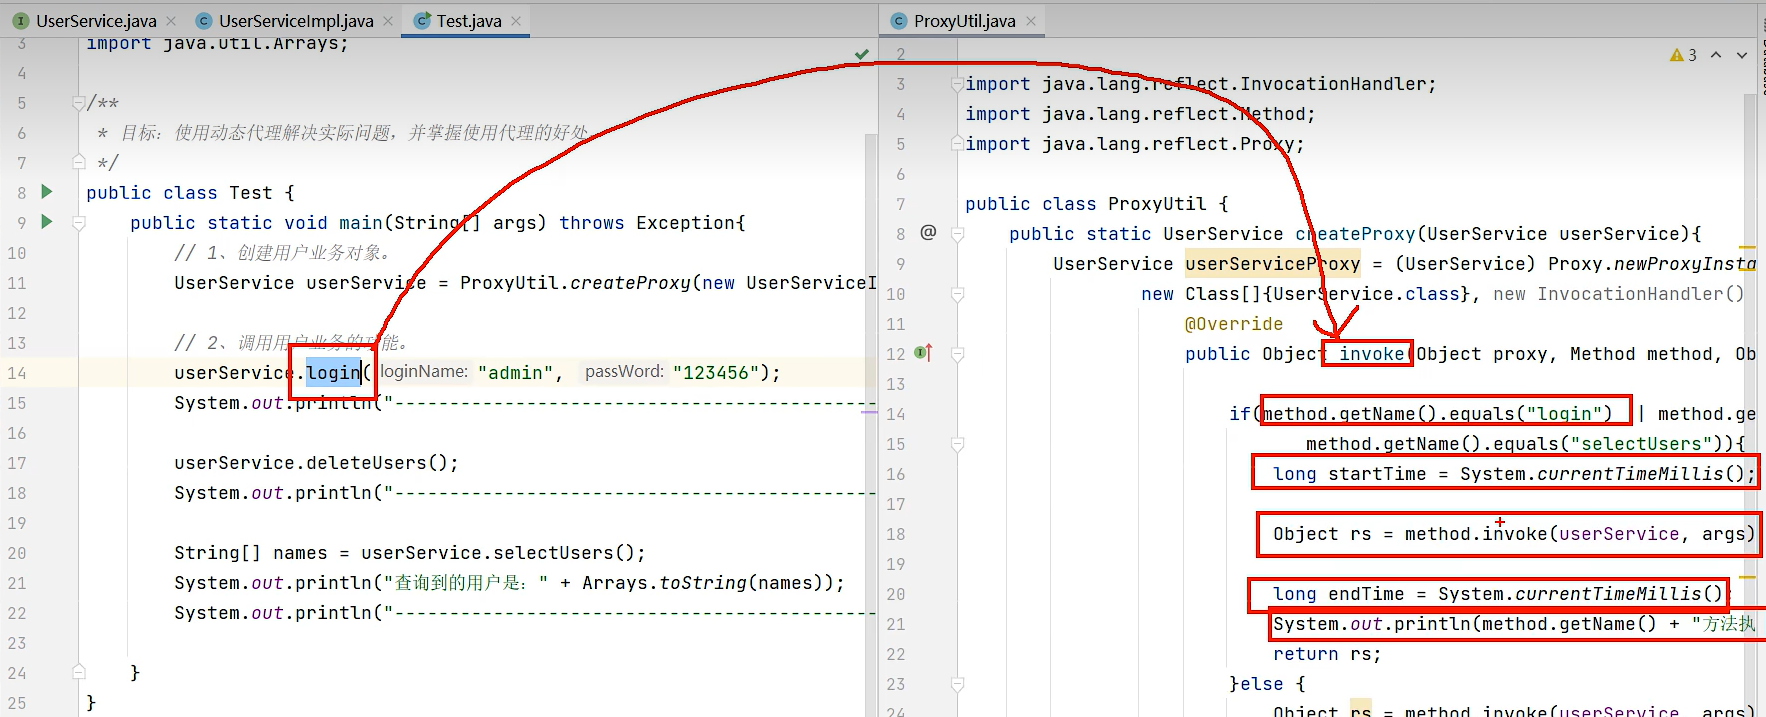 UserService.java
UserServiceImpl.java
Test.java
3 import java.util.Arrays;
4
5 /**
6 * 目标：使用动态代理解决实际问题，并掌握使用代理的好处
7 */
8 public class Test {
9 public static void main(String[] args) throws Exception{
10 // 1、创建用户业务对象。
11 UserService userService = ProxyUtil.createProxy(new UserServiceI
12
13 // 2、调用用户业务的功能。
14 userService.login( loginName: "admin", passWord: "123456");
15 System.out.println("--------------------------------------------
16
17 userService.deleteUsers();
18 System.out.println("--------------------------------------------
19
20 String[] names = userService.selectUsers();
21 System.out.println("查询到的用户是：" + Arrays.toString(names));
22 System.out.println("--------------------------------------------
23
24 }
25 }
ProxyUtil.java
3
2
3 import java.lang.reflect.InvocationHandler;
4 import java.lang.reflect.Method;
5 import java.lang.reflect.Proxy;
6
7 public class ProxyUtil {
8 @ public static UserService createProxy(UserService userService){
9 UserService userServiceProxy = (UserService) Proxy.newProxyInsta
10 new Class[]{UserService.class}, new InvocationHandler()
11 @Override
12 public Object invoke(Object proxy, Method method, Ob
13
14 if(method.getName().equals("login") || method.ge
15 method.getName().equals("selectUsers")){
16 long startTime = System.currentTimeMillis();
17
18 Object rs = method.invoke(userService, args)
19
20 long endTime = System.currentTimeMillis();
21 System.out.println(method.getName() + "方法执
22 return rs;
23 }else {
24 Object rs = method.invoke(userService, args)